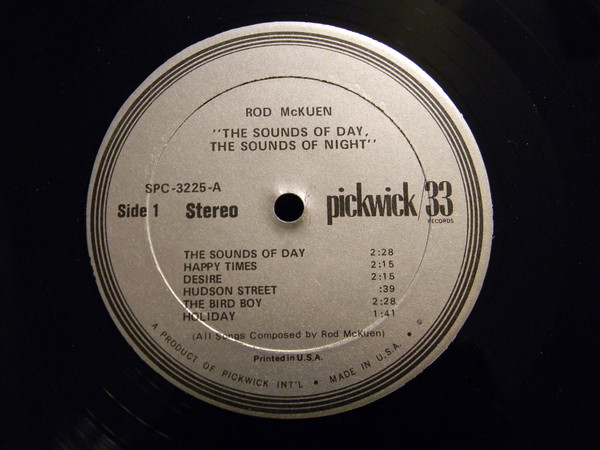 ROD McKUEN
"THE SOUNDS OF DAY,
THE SOUNDS OF NIGHT"
SPC-3225-A
Side 1 Stereo
pickwick/33
RECORDS
THE SOUNDS OF DAY 2:28
HAPPY TIMES 2:15
DESIRE 2:15
HUDSON STREET :39
THE BIRD BOY 2:28
HOLIDAY 1:41
(All Songs Composed by Rod McKuen)
Printed in U.S.A.
A PRODUCT OF PICKWICK INT'L • MADE IN U.S.A. • ©